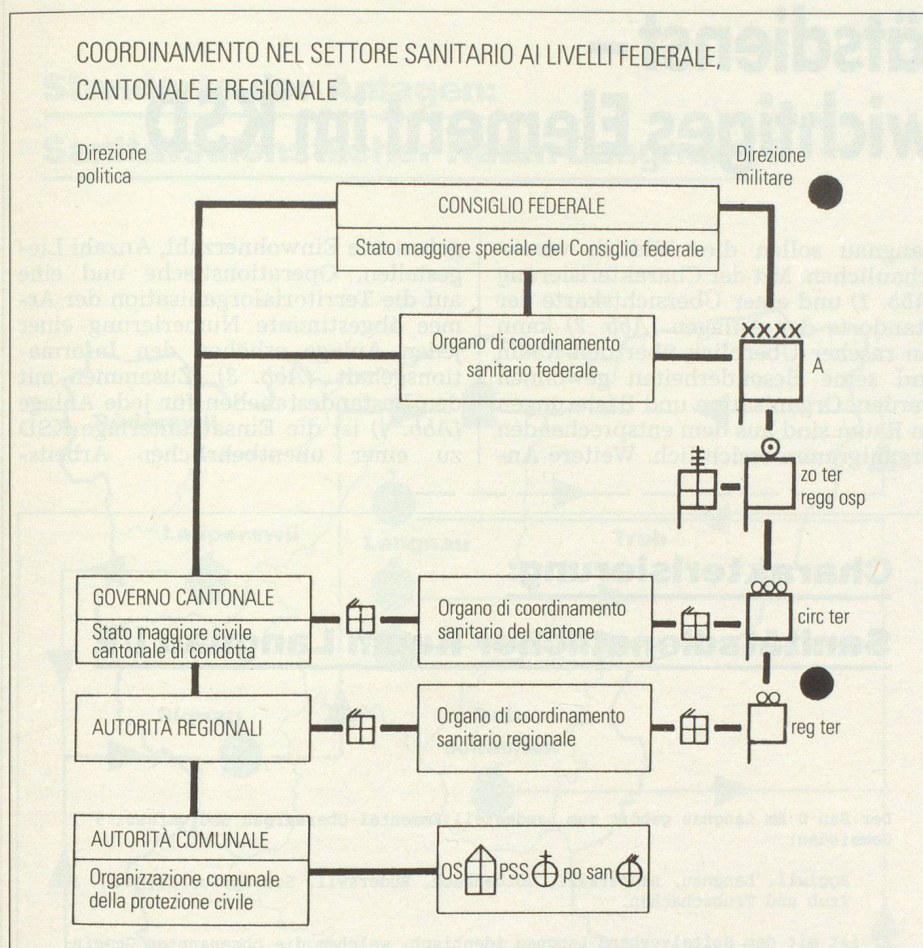 COORDINAMENTO NEL SETTORE SANITARIO AI LIVELLI FEDERALE,
CANTONALE E REGIONALE
Direzione
politica
Direzione
militare
CONSIGLIO FEDERALE
Stato maggiore speciale del Consiglio federale
Organo di coordinamento
sanitario federale
XXXX
A
zo ter
regg osp
GOVERNO CANTONALE
Stato maggiore civile
cantonale di condotta
Organo di coordinamento
sanitario del cantone
circ ter
AUTORITÀ REGIONALI
Organo di coordinamento
sanitario regionale
reg ter
AUTORITÀ COMUNALE
Organizzazione comunale
della protezione civile
OS PSS po san